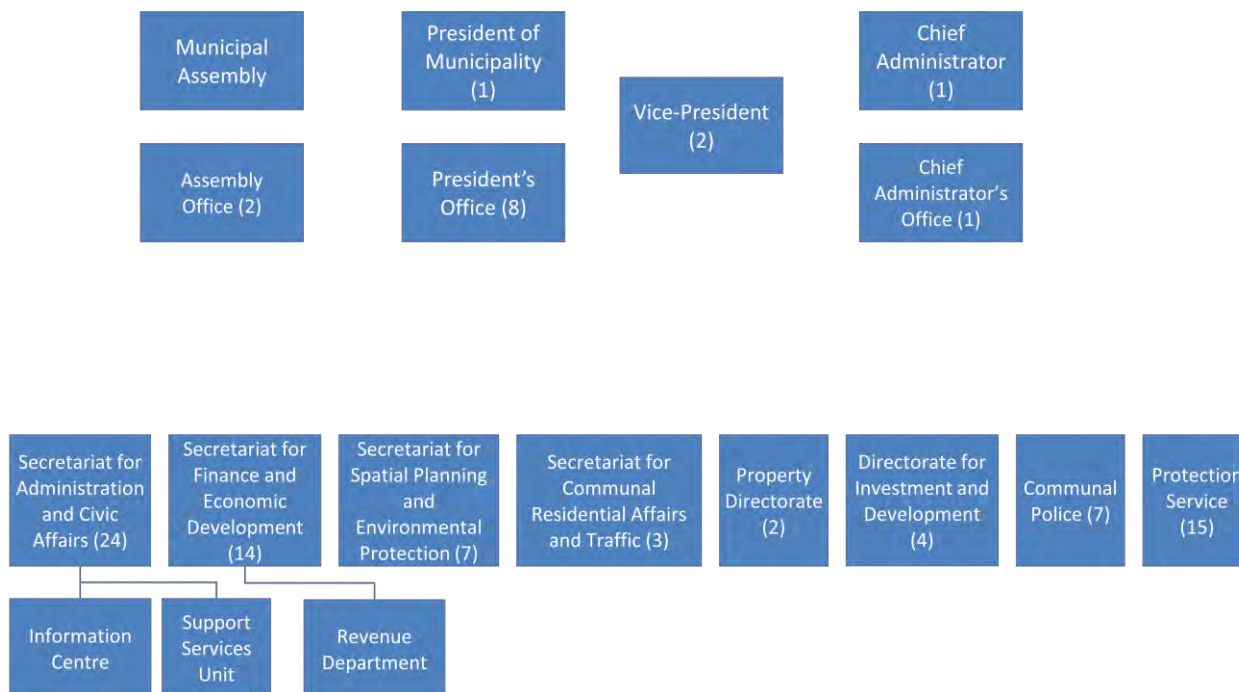 Municipal
Assembly
President of
Municipality
(1)
Vice-President
(2)
Chief
Administrator
(1)
Assembly
Office (2)
President's
Office (8)
Chief
Administrator's
Office (1)
Secretariat for
Administration
and Civic
Affairs (24)
Secretariat for
Finance and
Economic
Development
(14)
Secretariat for
Spatial Planning
and
Environmental
Protection (7)
Secretariat for
Communal
Residential Affairs
and Traffic (3)
Property
Directorate
(2)
Directorate for
Investment and
Development
(4)
Communal
Police (7)
Protection
Service
(15)
Information
Centre
Support
Services
Unit
Revenue
Department